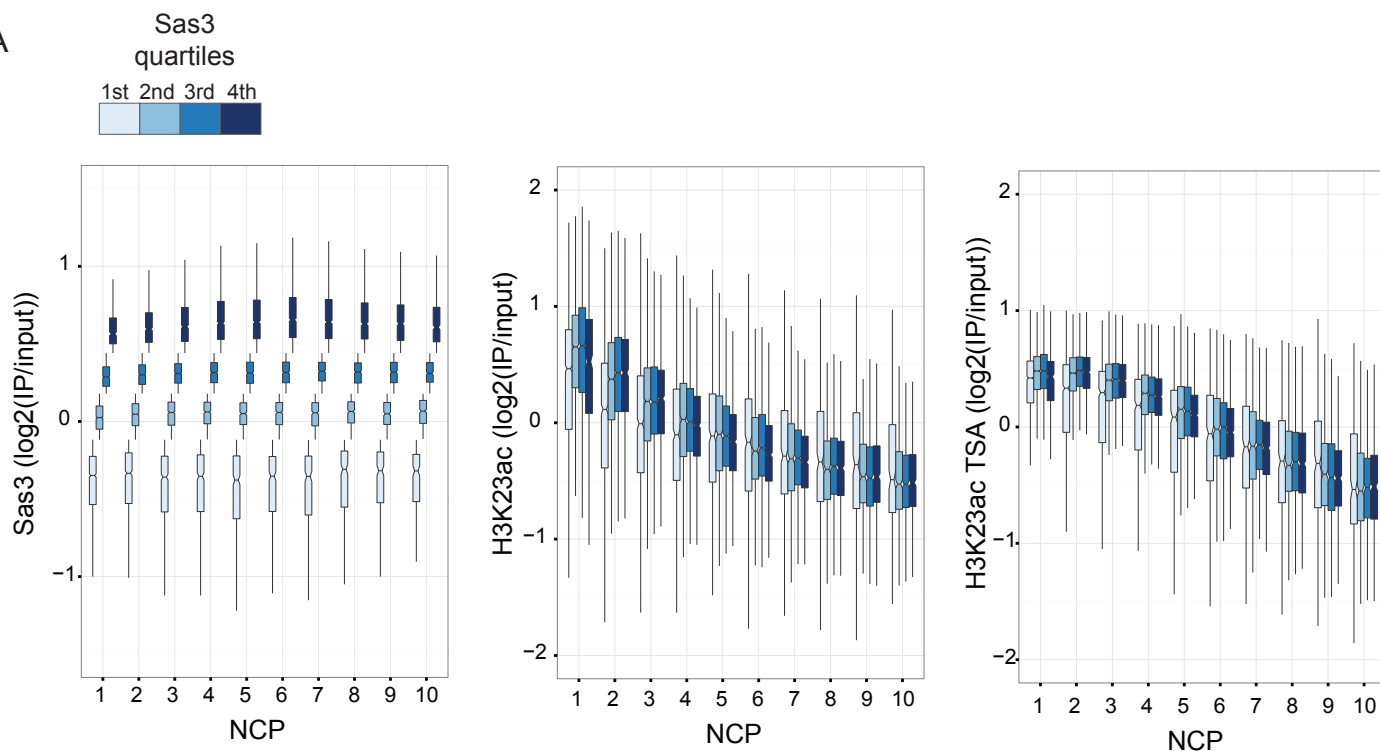 A
Sas3
quartiles
1st 2nd 3rd 4th
Sas3 (log2(IP/input))
1
0
−1
1 2 3 4 5 6 7 8 9 10
NCP
H3K23ac (log2(IP/input)
2
1
0
−1
−2
1 2 3 4 5 6 7 8 9 10
NCP
H3K23ac TSA (log2(IP/input))
2
1
0
−1
−2
1 2 3 4 5 6 7 8 9 10
NCP